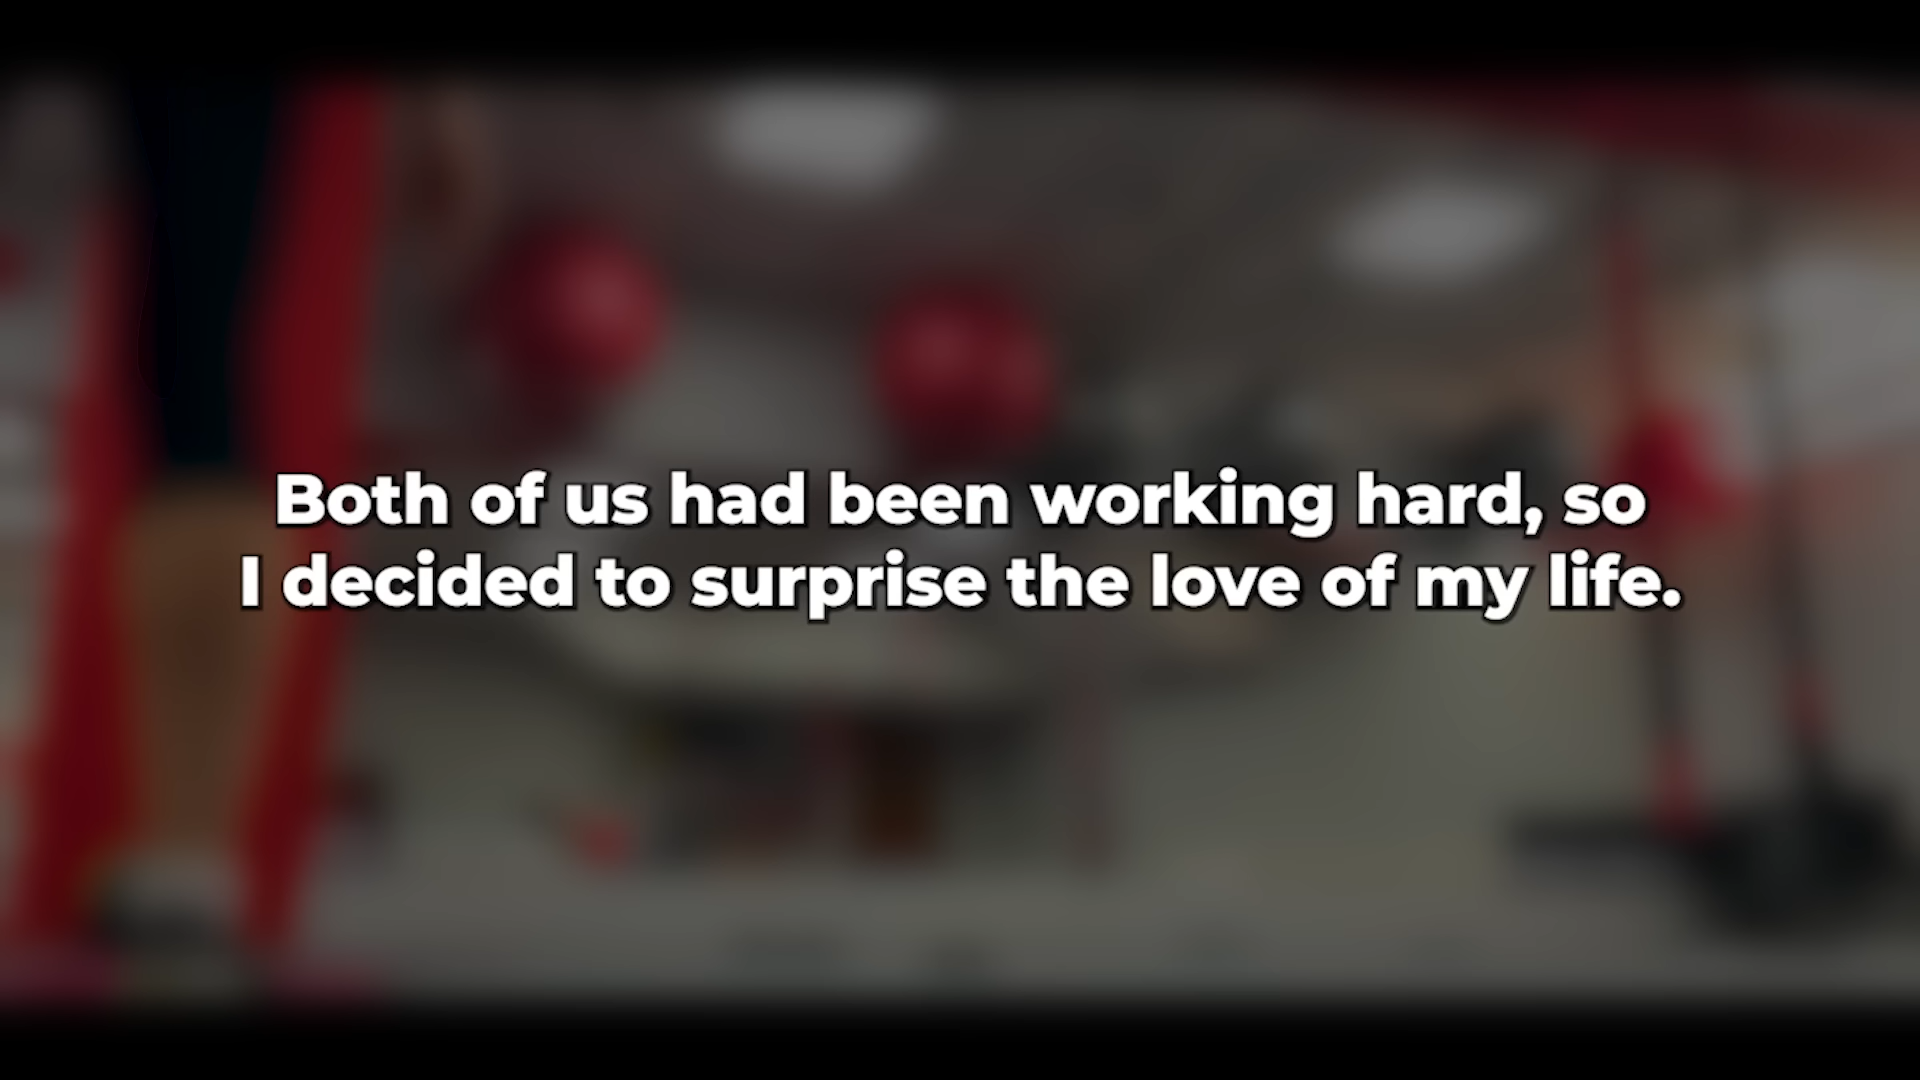 Both of us had been working hard, so
I decided to surprise the love of my life.